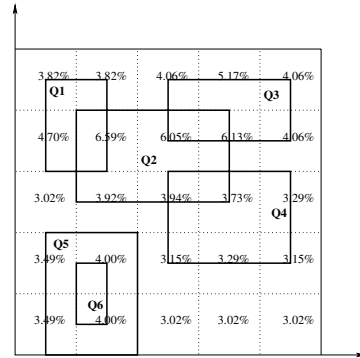 3.82% 3.82% 4.06% 5.17% 4.06%
Q1 Q3
4.70% 6.59% 6.05% 6.13% 4.06%
Q2
3.02% 3.92% 3.94% 3.73% 3.29%
Q4
Q5
3.49% 4.00% 3.15% 3.29% 3.15%
Q6
3.49% 4.00% 3.02% 3.02% 3.02%